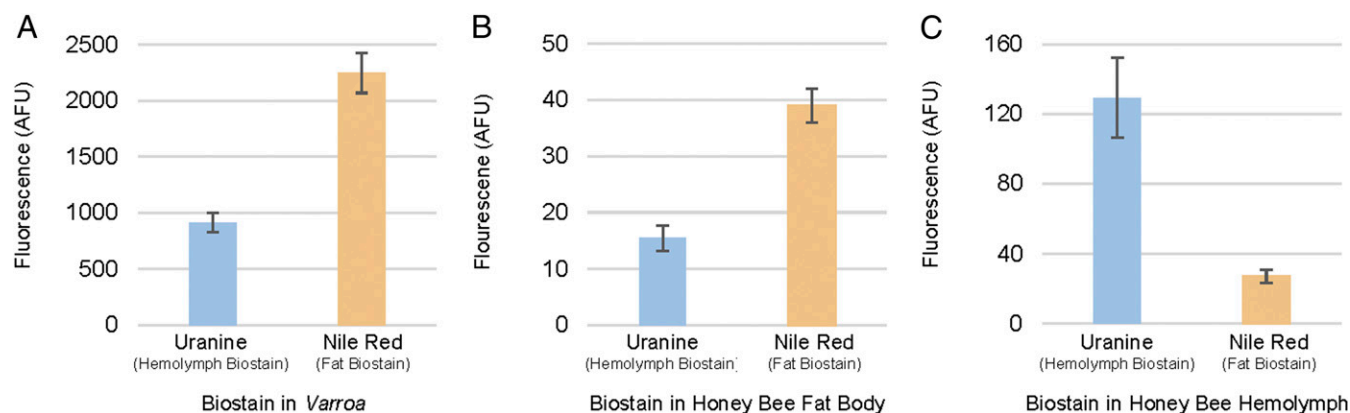 A
Fluorescence (AFU)
2500
2000
1500
1000
500
0
Uranine
(Hemolymph Biostain)
Nile Red
(Fat Biostain)
Biostain in Varroa
B
Flourescene (AFU)
50
40
30
20
10
0
Uranine
(Hemolymph Biostain)
Nile Red
(Fat Biostain)
Biostain in Honey Bee Fat Body
C
Fluorescence (AFU)
160
120
80
40
0
Uranine
(Hemolymph Biostain)
Nile Red
(Fat Biostain)
Biostain in Honey Bee Hemolymph